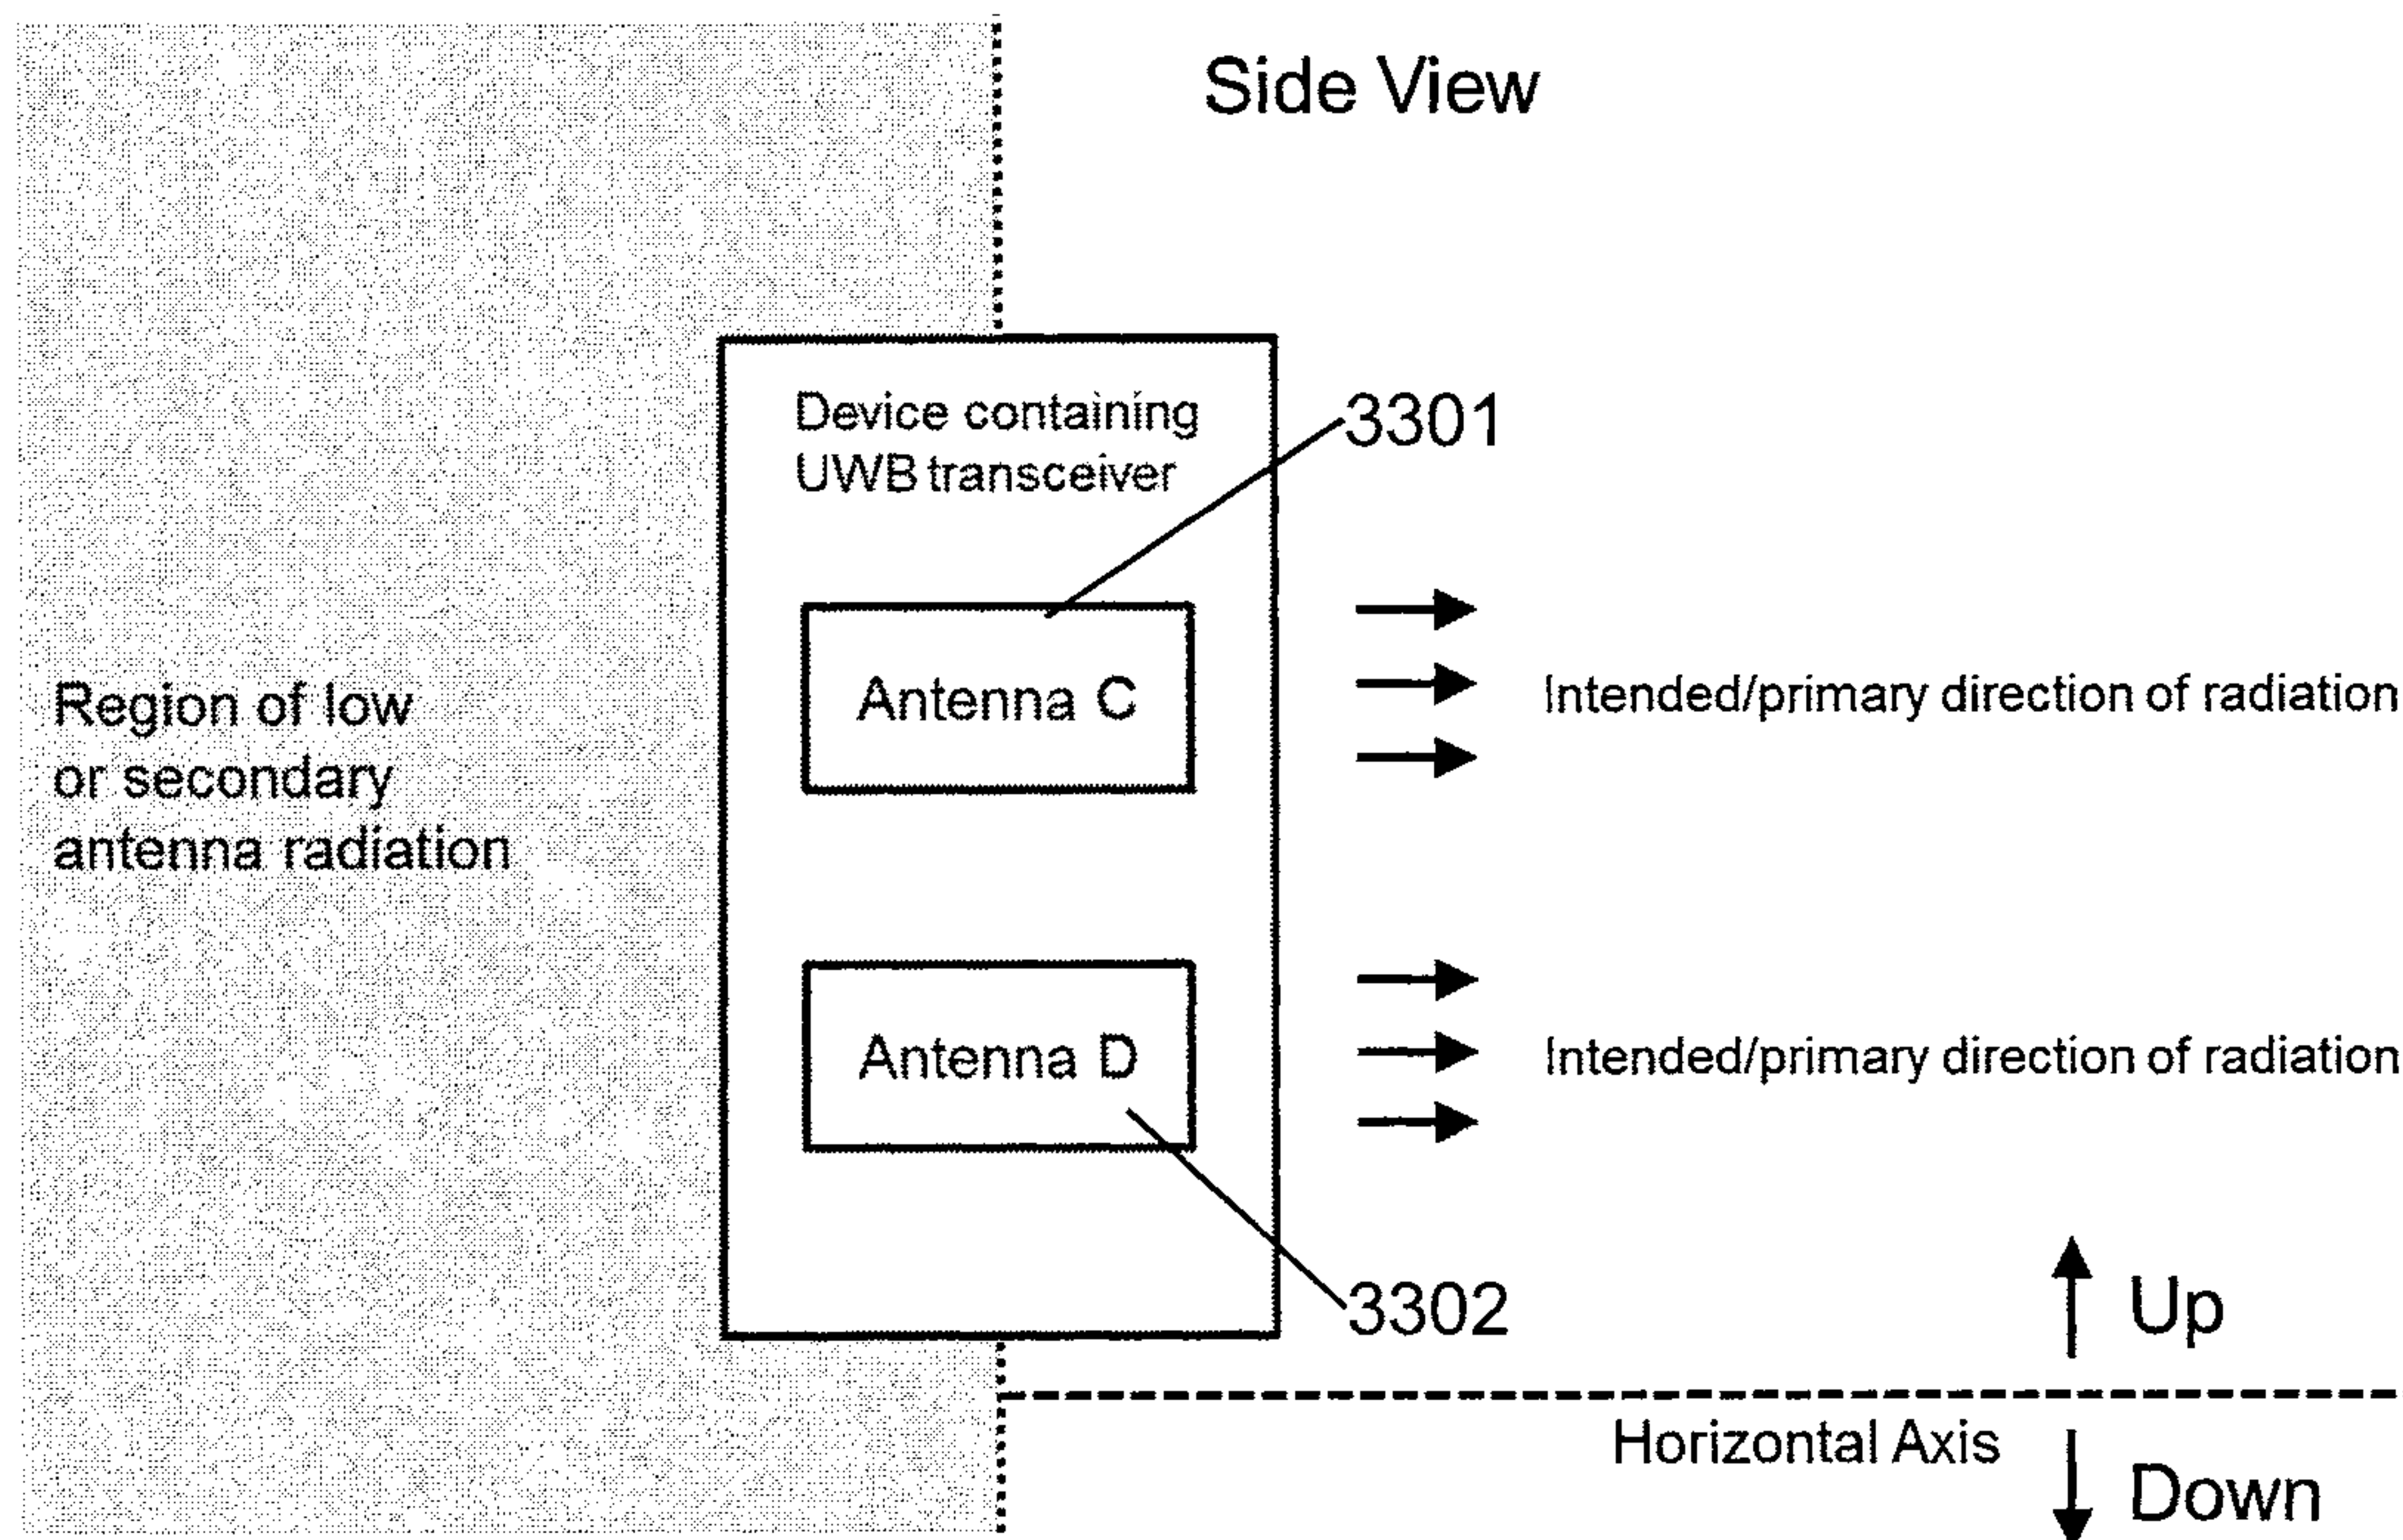 Side View
Device containing
UWB transceiver
3301
Antenna C
Intended/primary direction of radiation
Region of low
or secondary
antenna radiation
Antenna D
Intended/primary direction of radiation
3302
Up
Horizontal Axis
Down